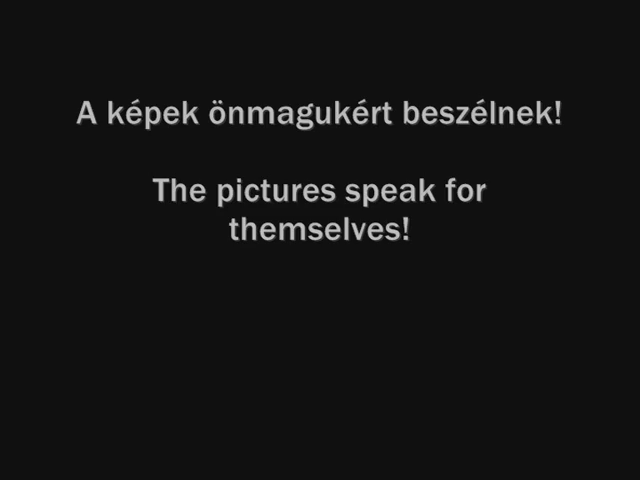 A képek önmagukért beszélnek!
The pictures speak for
themselves!